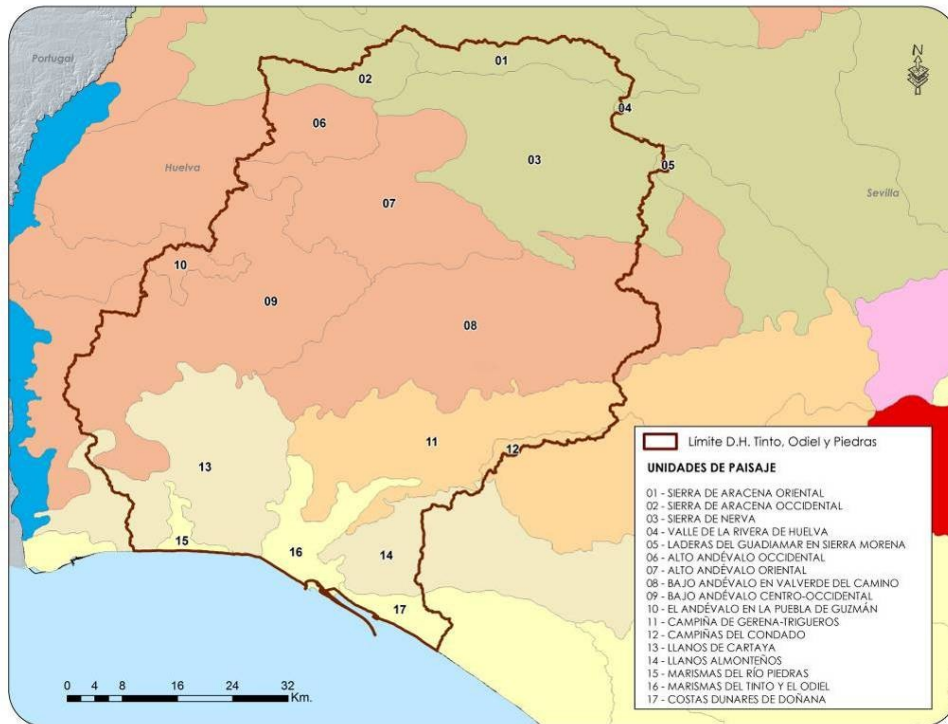 Portugal
N
01
02
04
06
03
05
Huelva
Sevilla
07
10
09
08
11
12
13
14
15
16
17
Límite D.H. Tinto, Odiel y Piedras
UNIDADES DE PAISAJE
01 - SIERRA DE ARACENA ORIENTAL
02 - SIERRA DE ARACENA OCCIDENTAL
03 - SIERRA DE NERVA
04 - VALLE DE LA RIVERA DE HUELVA
05 - LADERAS DEL GUADIAMAR EN SIERRA MORENA
06 - ALTO ANDÉVALO OCCIDENTAL
07 - ALTO ANDÉVALO ORIENTAL
08 - BAJO ANDÉVALO EN VALVERDE DEL CAMINO
09 - BAJO ANDÉVALO CENTRO-OCCIDENTAL
10 - EL ANDÉVALO EN LA PUEBLA DE GUZMÁN
11 - CAMPIÑA DE GERENA-TRIGUEROS
12 - CAMPIÑAS DEL CONDADO
13 - LLANOS DE CARTAYA
14 - LLANOS ALMONTEÑOS
15 - MARISMAS DEL RÍO PIEDRAS
16 - MARISMAS DEL TINTO Y EL ODIEL
17 - COSTAS DUNARES DE DOÑANA
0 4 8 16 24 32
Km.